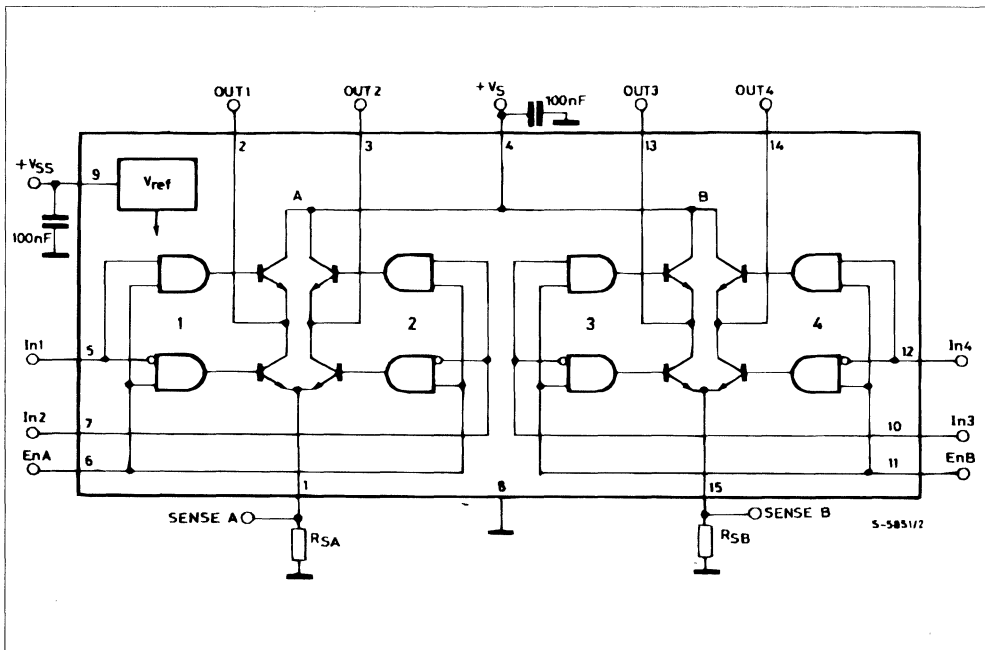 OUT1
OUT2
+VS
100nF
OUT3
OUT4
2
3
4
13
14
+VSS
9
Vref
100nF
A
B
1
2
3
4
In1
5
12
In4
In2
7
10
In3
EnA
6
11
EnB
1
8
15
SENSE A
SENSE B
RSA
RSB
S-5851/2